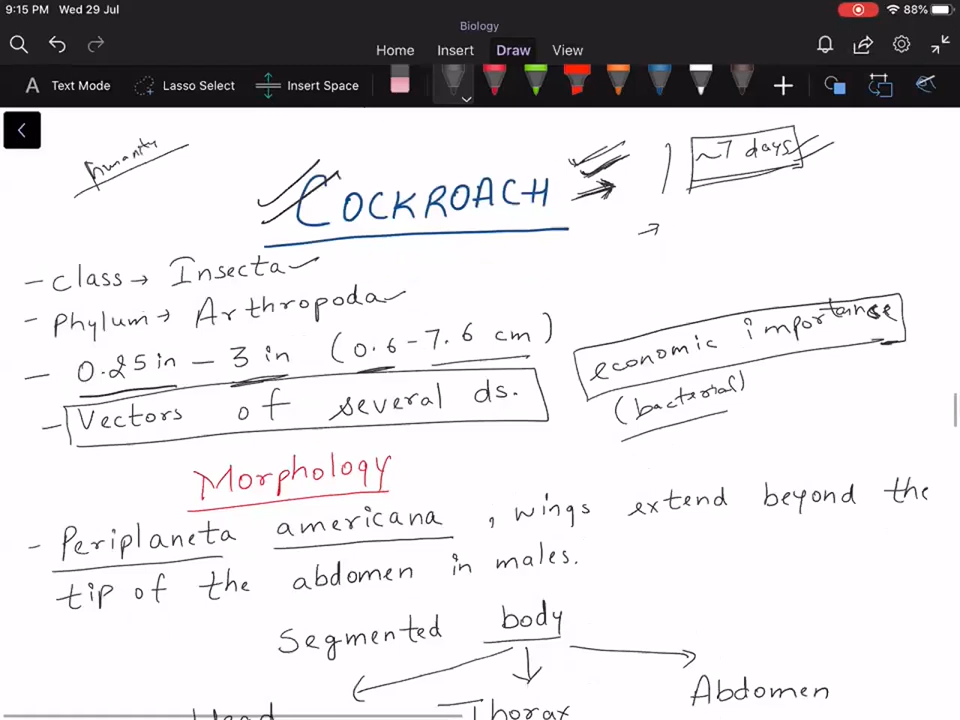 9:15 PM Wed 29 Jul
88%
Biology
Home Insert Draw View
Text Mode Lasso Select Insert Space
Humanity
~7 days
COCKROACH
- Class → Insecta
- Phylum → Arthropoda
- 0.25 in - 3 in (0.6 - 7.6 cm)
economic importance
- Vectors of several ds.
(bacterial)
Morphology
- Periplaneta americana, wings extend beyond the
tip of the abdomen in males.
Segmented body
Head Thorax Abdomen